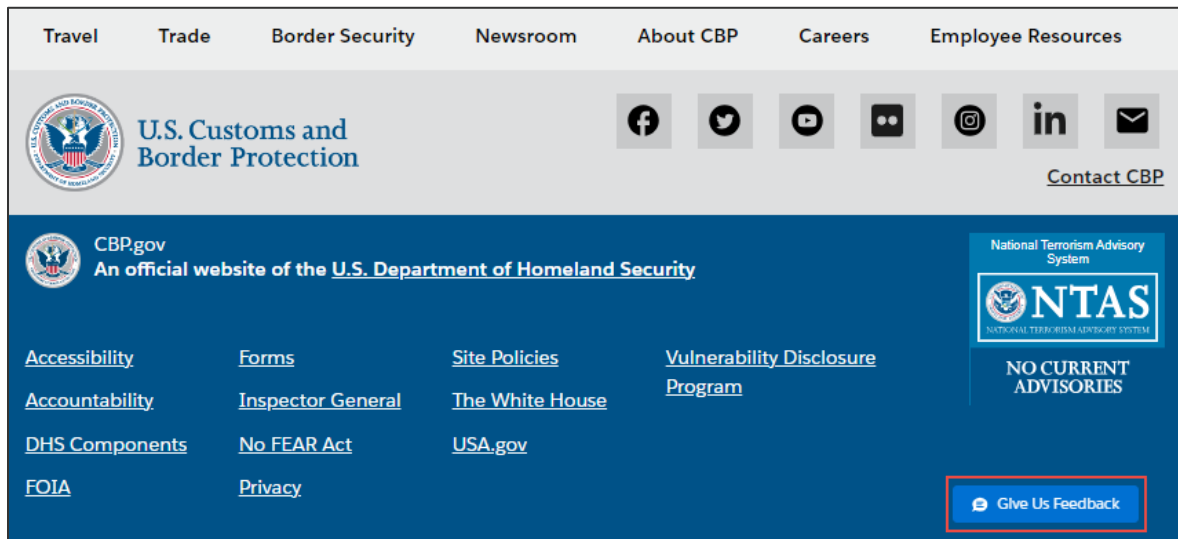 Travel Trade Border Security Newsroom About CBP Careers Employee Resources
U.S. Customs and
Border Protection
in
Contact CBP
CBP.gov
An official website of the U.S. Department of Homeland Security
National Terrorism Advisory
System
NTAS
NATIONAL TERRORISM ADVISORY SYSTEM
NO CURRENT
ADVISORIES
Accessibility Forms Site Policies Vulnerability Disclosure
Program
Accountability Inspector General The White House
DHS Components No FEAR Act USA.gov
FOIA Privacy
Give Us Feedback